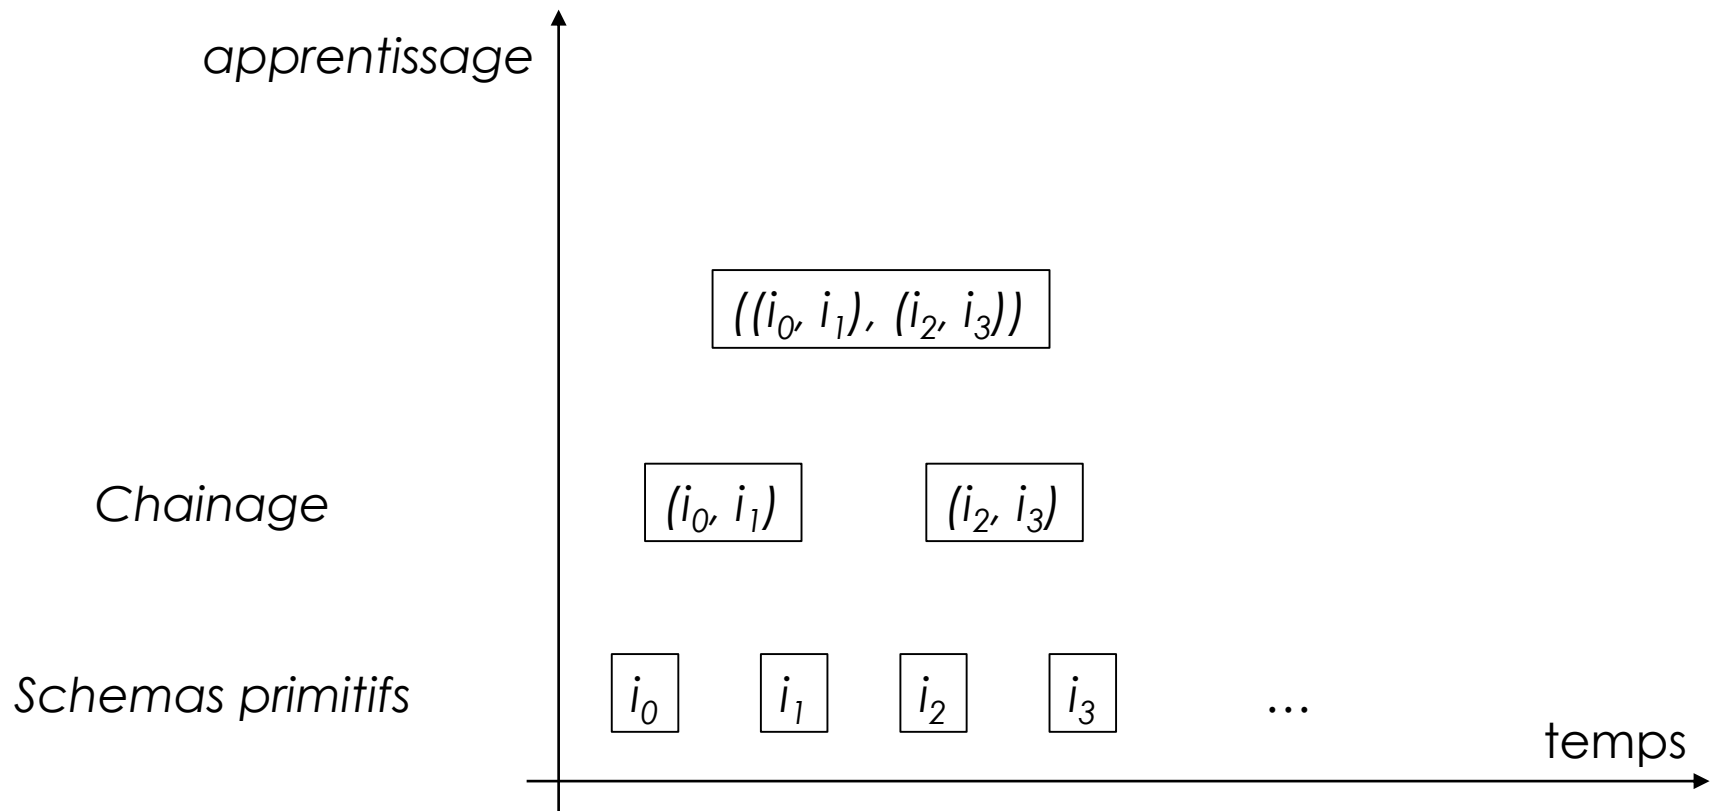 apprentissage
((i₀, i₁), (i₂, i₃))
Chainage
(i₀, i₁)
(i₂, i₃)
Schemas primitifs
i₀
i₁
i₂
i₃
...
temps